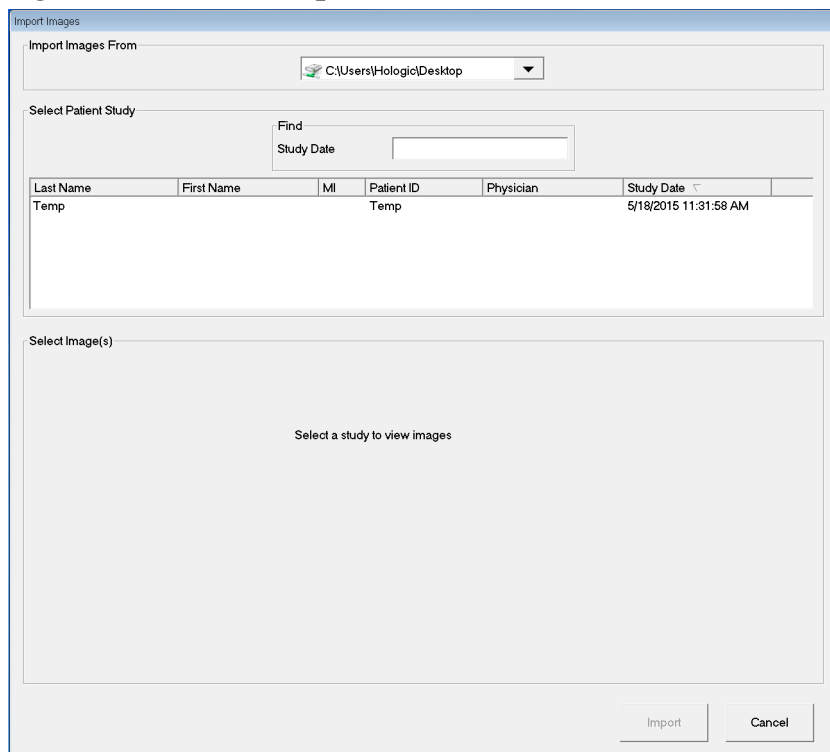 Import Images
Import Images From
C:\Users\Hologic\Desktop
Select Patient Study
Find
Study Date
Last Name First Name MI Patient ID Physician Study Date
Temp Temp 5/18/2015 11:31:58 AM
Select Image(s)
Select a study to view images
Import Cancel